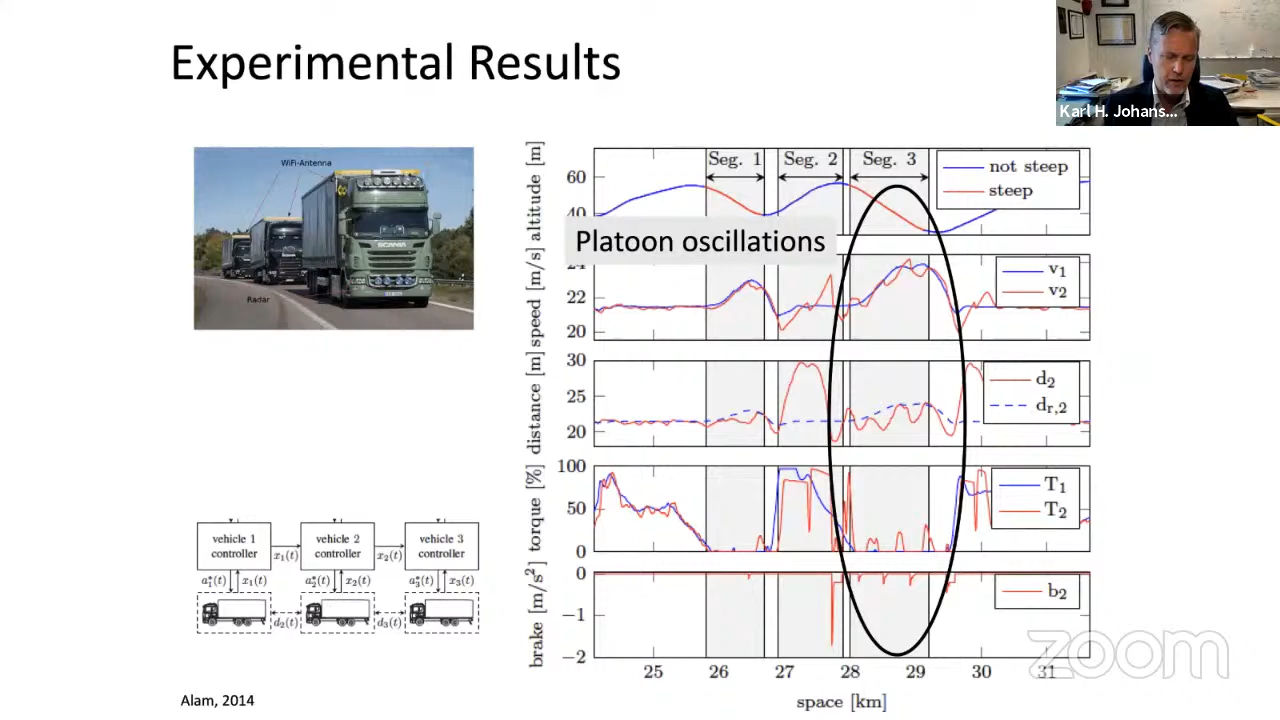 Experimental Results
Karl H. Johans...
WiFi-Antenna
SCANIA
Radar
Seg. 1
Seg. 2
Seg. 3
not steep
steep
60
40
altitude [m]
Platoon oscillations
22
20
speed [m/s]
v1
v2
30
25
20
distance [m]
d2
dr,2
100
50
0
torque [%]
T1
T2
0
−1
−2
brake [m/s²]
b2
25 26 27 28 29 30 31
space [km]
vehicle 1 controller
vehicle 2 controller
vehicle 3 controller
x1(t)
x2(t)
a1*(t) x1(t)
a2*(t) x2(t)
a3*(t) x3(t)
d2(t)
d3(t)
Alam, 2014
zoom